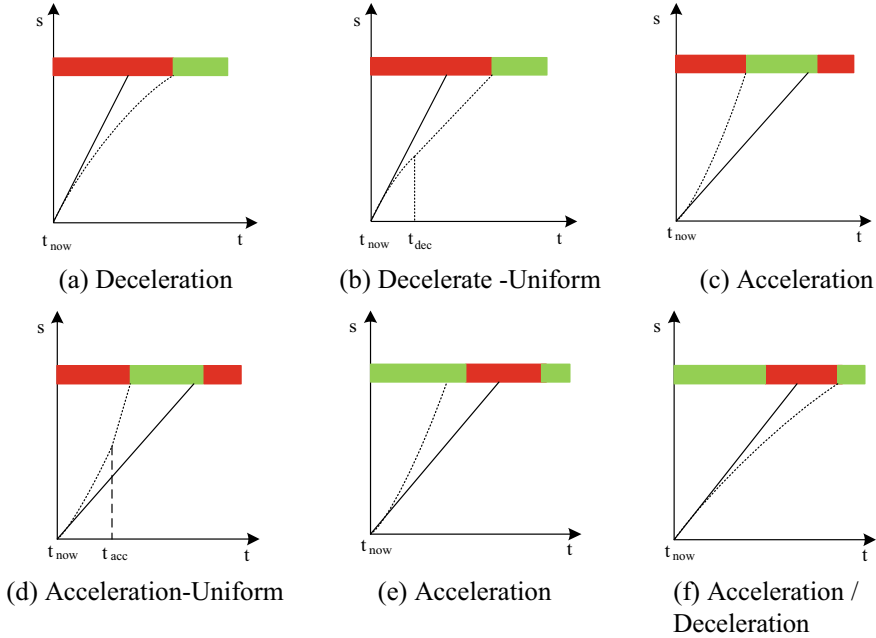 s
t now
t
(a) Deceleration
s
t now
t dec
t
(b) Decelerate -Uniform
s
t now
t
(c) Acceleration
s
t now
t acc
t
(d) Acceleration-Uniform
s
t now
t
(e) Acceleration
s
t now
t
(f) Acceleration /
Deceleration